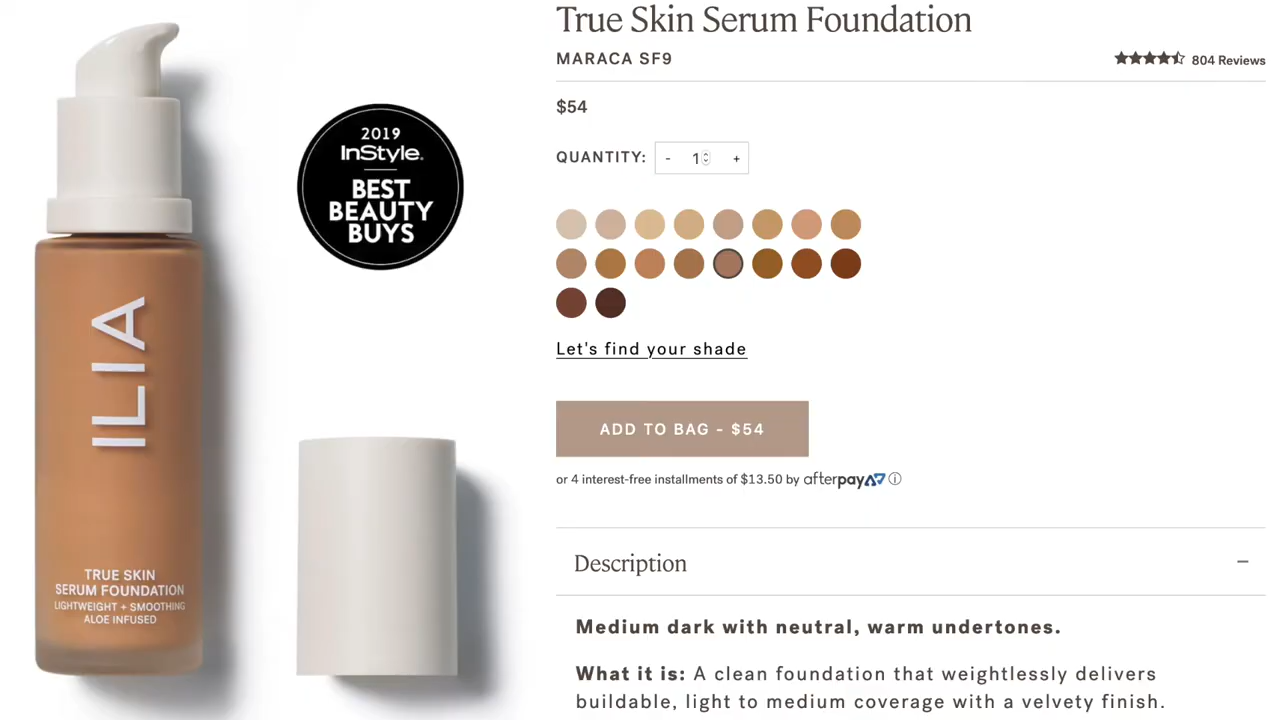 True Skin Serum Foundation
MARACA SF9
804 Reviews
$54
QUANTITY: - 1 +
Let's find your shade
ADD TO BAG - $54
or 4 interest-free installments of $13.50 by afterpay
Description
Medium dark with neutral, warm undertones.
What it is: A clean foundation that weightlessly delivers
buildable, light to medium coverage with a velvety finish.
2019
InStyle.
BEST
BEAUTY
BUYS
ILIA
TRUE SKIN
SERUM FOUNDATION
LIGHTWEIGHT + SMOOTHING
ALOE INFUSED